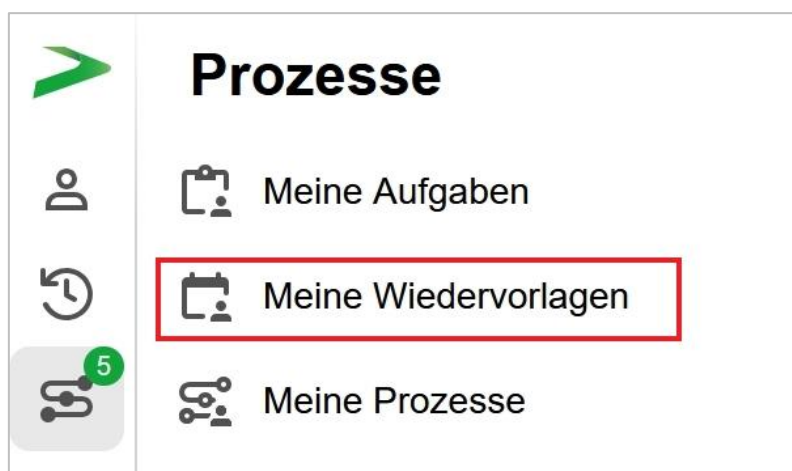 Prozesse
Meine Aufgaben
Meine Wiedervorlagen
5
Meine Prozesse